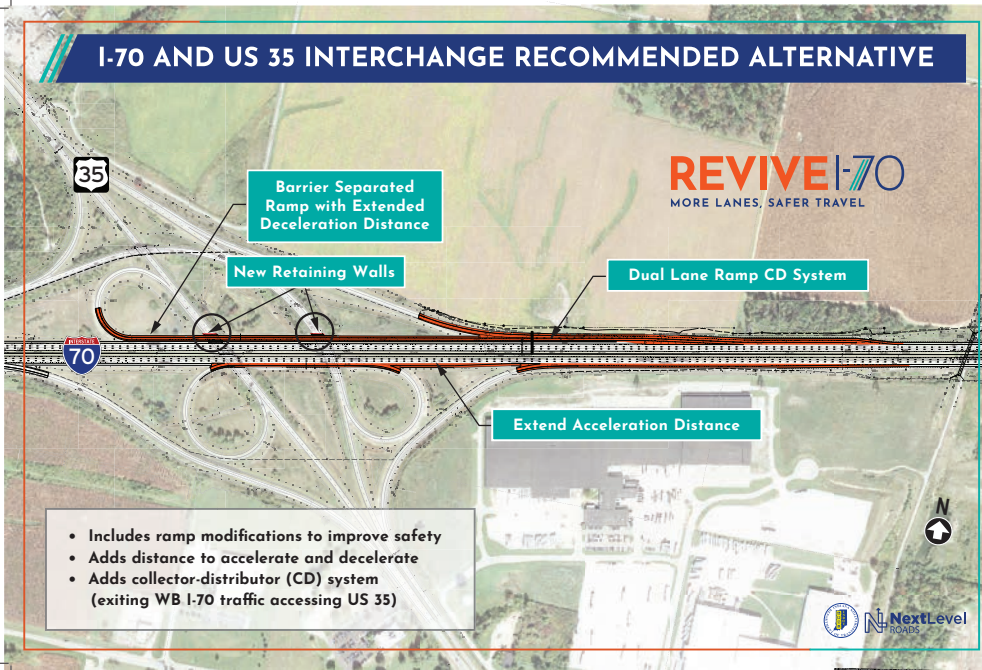 I-70 AND US 35 INTERCHANGE RECOMMENDED ALTERNATIVE
35
REVIVE I-70
MORE LANES, SAFER TRAVEL
Barrier Separated
Ramp with Extended
Deceleration Distance
New Retaining Walls
Dual Lane Ramp CD System
INTERSTATE
70
Extend Acceleration Distance
N
• Includes ramp modifications to improve safety
• Adds distance to accelerate and decelerate
• Adds collector-distributor (CD) system
(exiting WB I-70 traffic accessing US 35)
NextLevel
ROADS